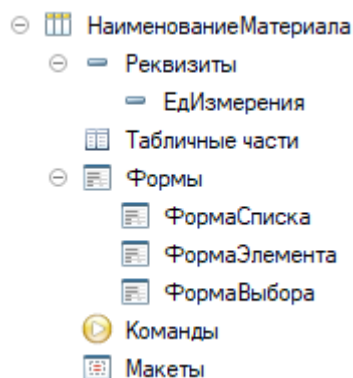 НаименованиеМатериала
Реквизиты
ЕдИзмерения
Табличные части
Формы
ФормаСписка
ФормаЭлемента
ФормаВыбора
Команды
Макеты